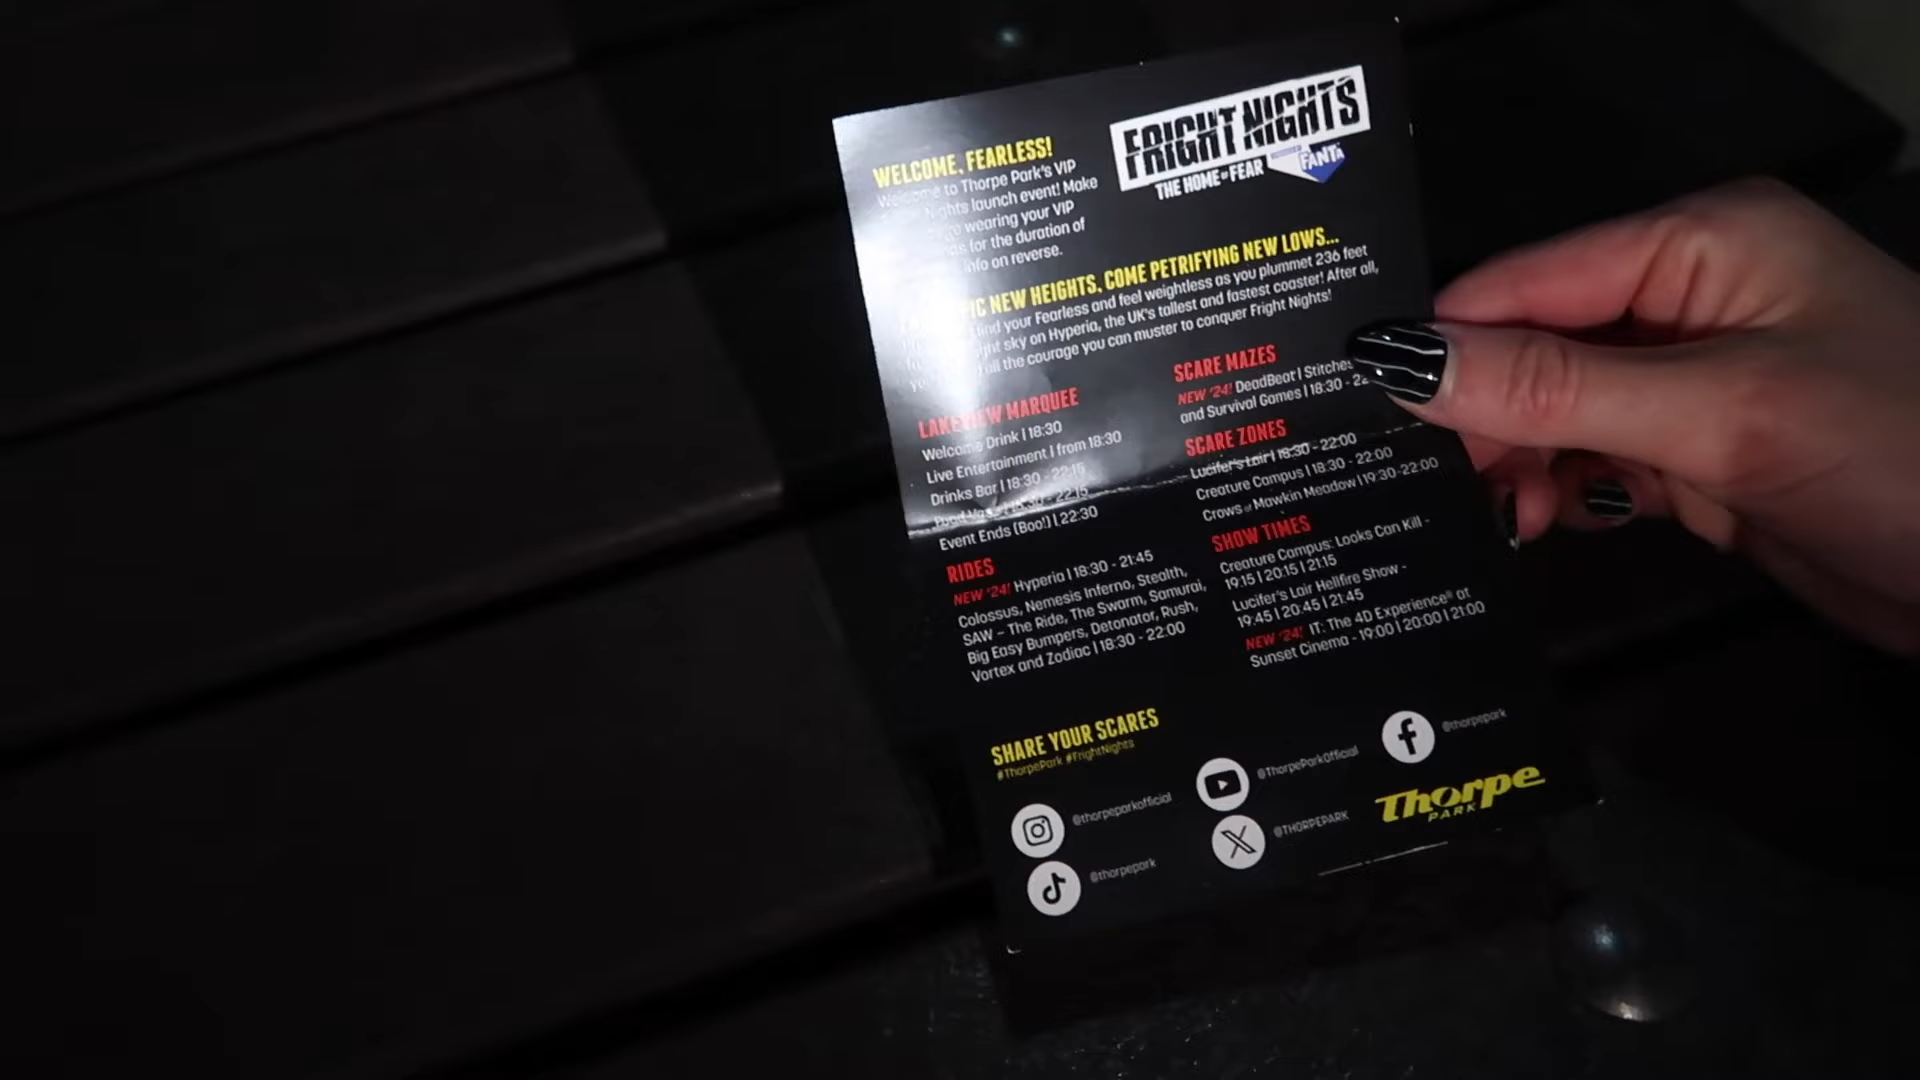 FRIGHT NIGHTS
THE HOME OF FEAR
FANTA
WELCOME, FEARLESS!
Welcome to Thorpe Park's VIP
Nights launch event! Make
wearing your VIP
for the duration of
info on reverse.
NEW HEIGHTS, COME PETRIFYING NEW LOWS...
find your Fearless and feel weightless as you plummet 236 feet
sky on Hyperia, the UK's tallest and fastest coaster! After all,
all the courage you can muster to conquer Fright Nights!
LAKEVIEW MARQUEE
Welcome Drink | 18:30
Live Entertainment | from 18:30
Drinks Bar | 18:30 - 22:15
22:15
Event Ends (Boo!) | 22:30
RIDES
NEW '24! Hyperia | 18:30 - 21:45
Colossus, Nemesis Inferno, Stealth,
SAW – The Ride, The Swarm, Samurai,
Big Easy Bumpers, Detonator, Rush,
Vortex and Zodiac | 18:30 - 22:00
SCARE MAZES
NEW '24! DeadBeat | Stitches
and Survival Games | 18:30 -
SCARE ZONES
Lucifer's Lair | 18:30 - 22:00
Creature Campus | 18:30 - 22:00
Crows of Mawkin Meadow | 19:30-22:00
SHOW TIMES
Creature Campus: Looks Can Kill -
19:15 | 20:15 | 21:15
Lucifer's Lair Hellfire Show -
19:45 | 20:45 | 21:45
NEW '24! IT: The 4D Experience® at
Sunset Cinema - 19:00 | 20:00 | 21:00
SHARE YOUR SCARES
#ThorpePark #FrightNights
@thorpeparkofficial
@ThorpeParkOfficial
@thorpepark
@thorpepark
@THORPEPARK
Thorpe
PARK